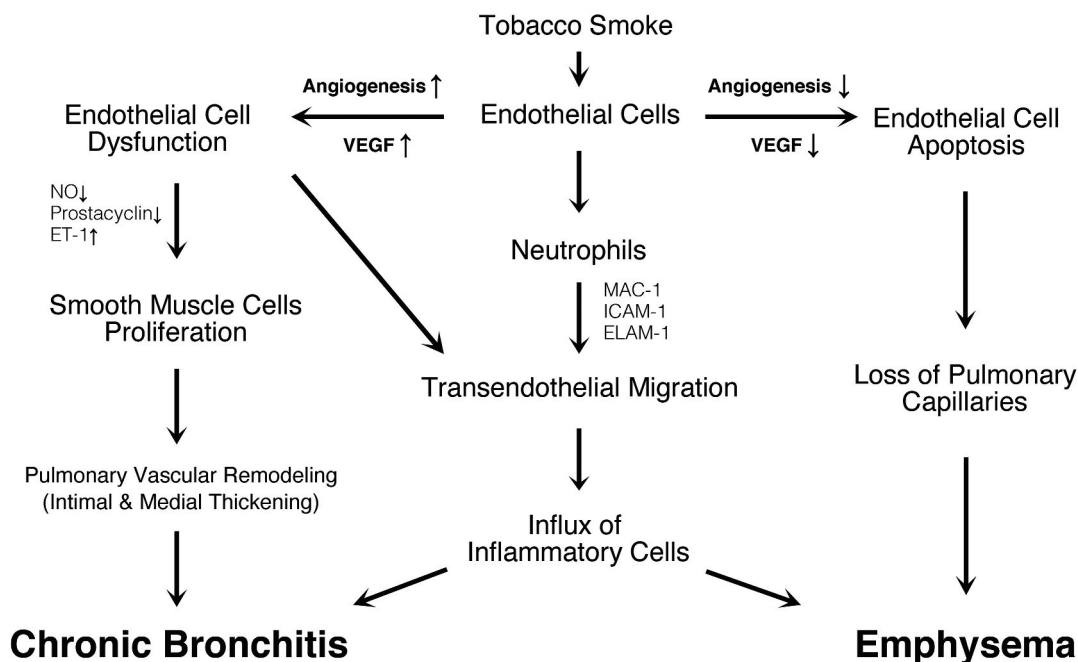 Tobacco Smoke
Angiogenesis ↑
Angiogenesis ↓
Endothelial Cell
Dysfunction
Endothelial Cells
Endothelial Cell
Apoptosis
VEGF ↑
VEGF ↓
NO↓
Prostacyclin↓
ET-1↑
Neutrophils
MAC-1
ICAM-1
ELAM-1
Smooth Muscle Cells
Proliferation
Transendothelial Migration
Loss of Pulmonary
Capillaries
Pulmonary Vascular Remodeling
(Intimal & Medial Thickening)
Influx of
Inflammatory Cells
Chronic Bronchitis
Emphysema